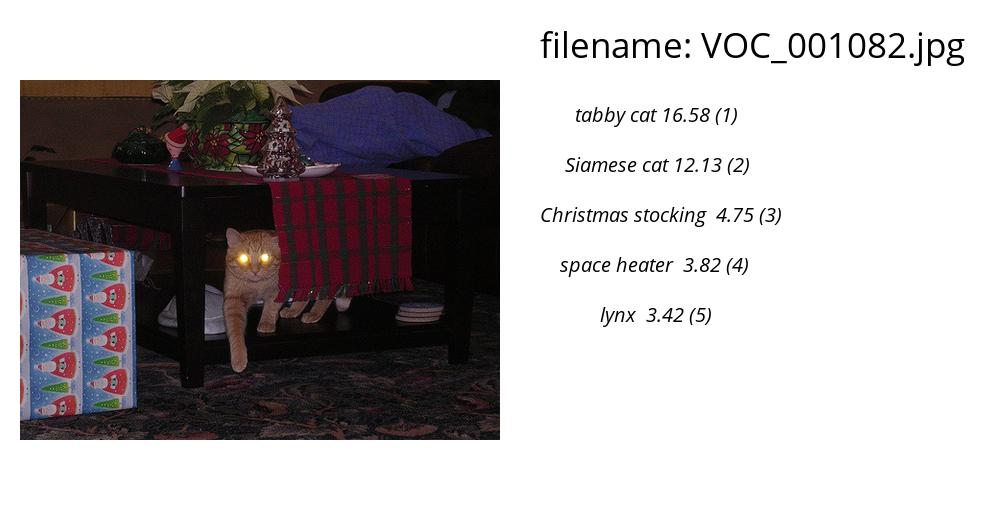 filename: VOC_001082.jpg
tabby cat 16.58 (1)
Siamese cat 12.13 (2)
Christmas stocking 4.75 (3)
space heater 3.82 (4)
lynx 3.42 (5)